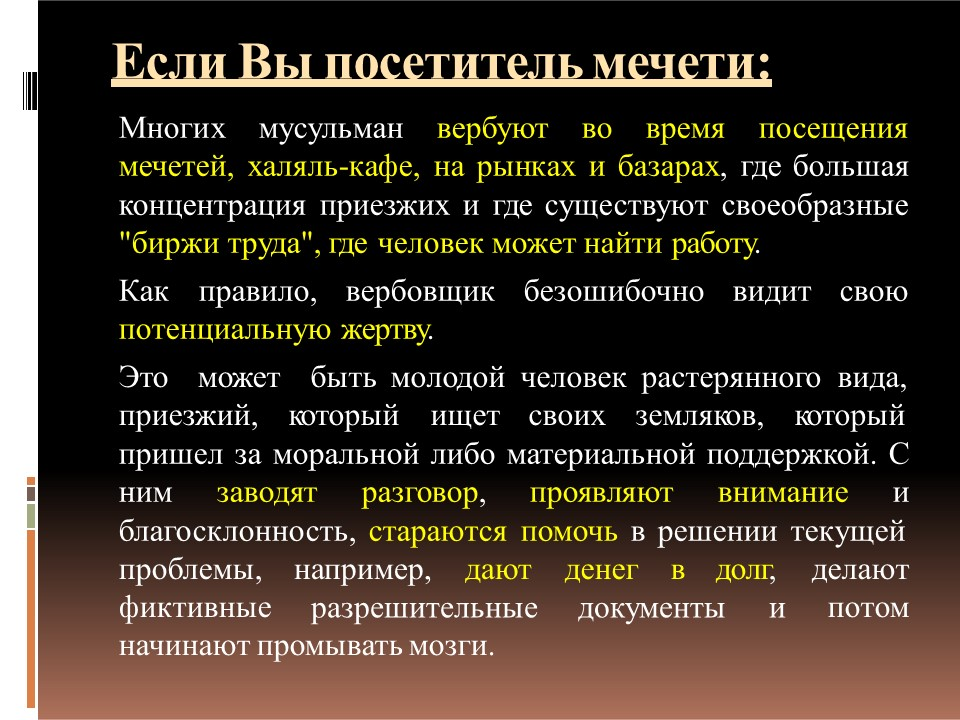 Если Вы посетитель мечети:
Многих мусульман вербуют во время посещения
мечетей, халяль-кафе, на рынках и базарах, где большая
концентрация приезжих и где существуют своеобразные
"биржи труда", где человек может найти работу.
Как правило, вербовщик безошибочно видит свою
потенциальную жертву.
Это может быть молодой человек растерянного вида,
приезжий, который ищет своих земляков, который
пришел за моральной либо материальной поддержкой. С
ним заводят разговор, проявляют внимание и
благосклонность, стараются помочь в решении текущей
проблемы, например, дают денег в долг, делают
фиктивные разрешительные документы и потом
начинают промывать мозги.